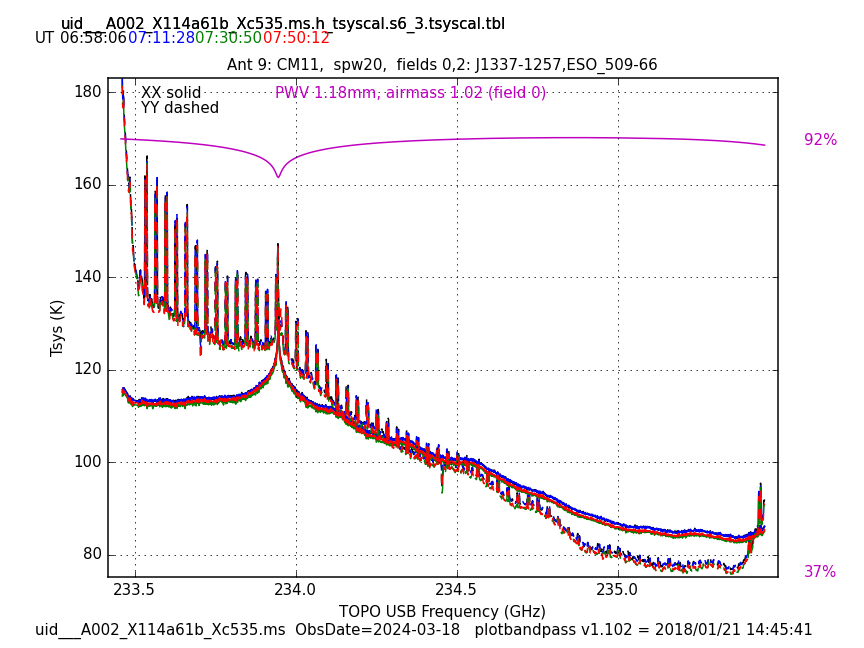 uid___A002_X114a61b_Xc535.ms.h_tsyscal.s6_3.tsyscal.tbl
UT 06:58:06 07:11:28 07:30:50 07:50:12
Ant 9: CM11,  spw20,  fields 0,2: J1337-1257,ESO_509-66
XX solid
YY dashed
PWV 1.18mm, airmass 1.02 (field 0)
180
160
140
120
100
80
Tsys (K)
92%
37%
233.5 234.0 234.5 235.0
TOPO USB Frequency (GHz)
uid___A002_X114a61b_Xc535.ms  ObsDate=2024-03-18   plotbandpass v1.102 = 2018/01/21 14:45:41